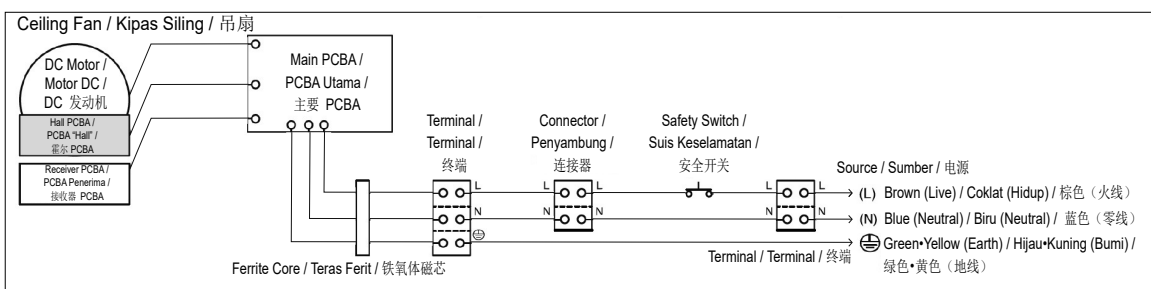 Ceiling Fan / Kipas Siling / 吊扇
DC Motor /
Motor DC /
DC 发动机
Hall PCBA /
PCBA "Hall" /
霍尔 PCBA
Receiver PCBA /
PCBA Penerima /
接收器 PCBA
Main PCBA /
PCBA Utama /
主要 PCBA
Ferrite Core / Teras Ferit / 铁氧体磁芯
Terminal /
Terminal /
终端
L
N
Connector /
Penyambung /
连接器
L
L
N
N
Safety Switch /
Suis Keselamatan /
安全开关
L
L
N
N
Terminal / Terminal / 终端
Source / Sumber / 电源
(L) Brown (Live) / Coklat (Hidup) / 棕色（火线）
(N) Blue (Neutral) / Biru (Neutral) / 蓝色（零线）
Green•Yellow (Earth) / Hijau•Kuning (Bumi) /
绿色•黄色（地线）